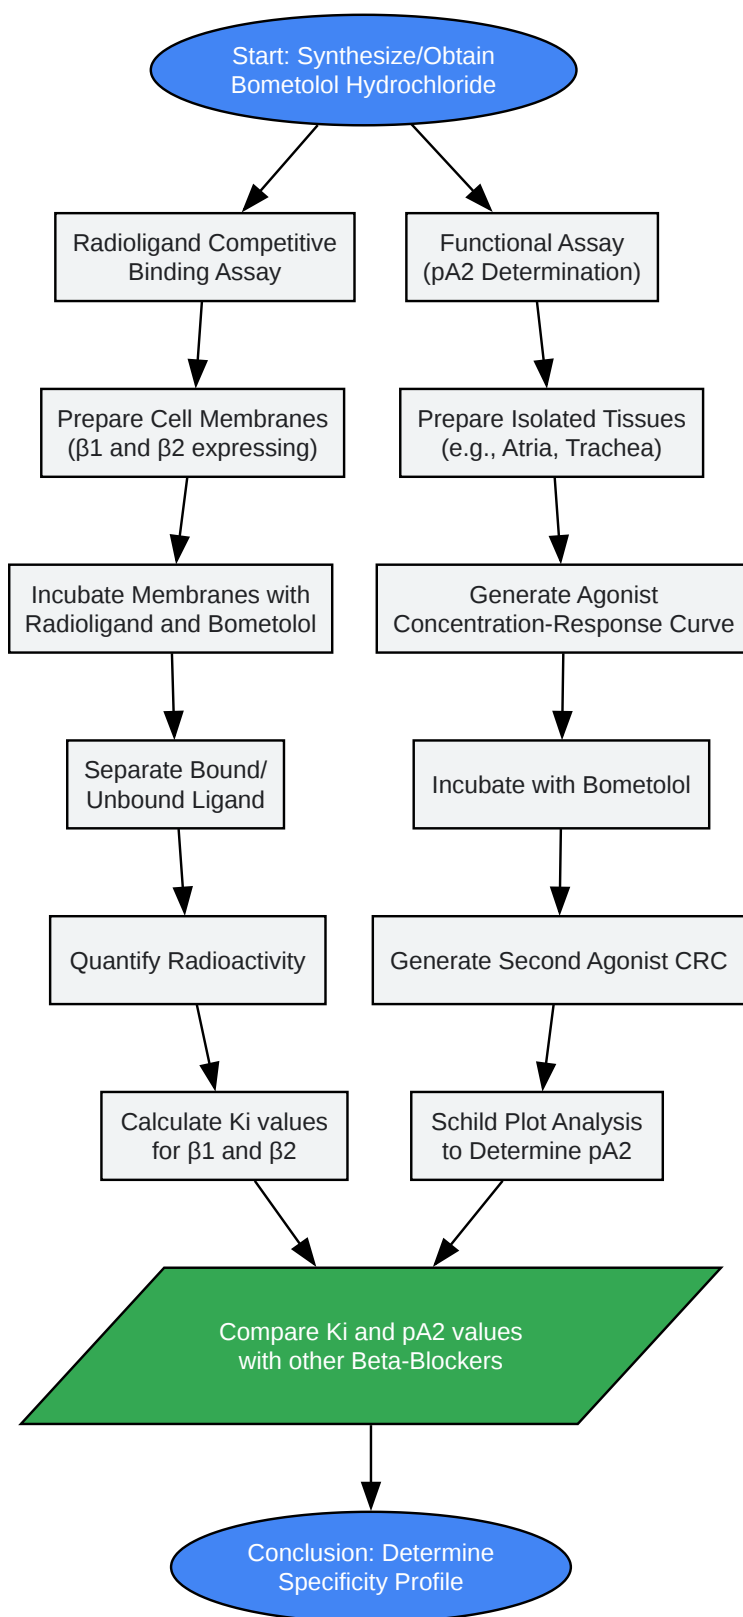 Start: Synthesize/Obtain
Bometolol Hydrochloride
Radioligand Competitive
Binding Assay
Functional Assay
(pA2 Determination)
Prepare Cell Membranes
(β1 and β2 expressing)
Prepare Isolated Tissues
(e.g., Atria, Trachea)
Incubate Membranes with
Radioligand and Bometolol
Generate Agonist
Concentration-Response Curve
Separate Bound/
Unbound Ligand
Incubate with Bometolol
Quantify Radioactivity
Generate Second Agonist CRC
Calculate Ki values
for β1 and β2
Schild Plot Analysis
to Determine pA2
Compare Ki and pA2 values
with other Beta-Blockers
Conclusion: Determine
Specificity Profile